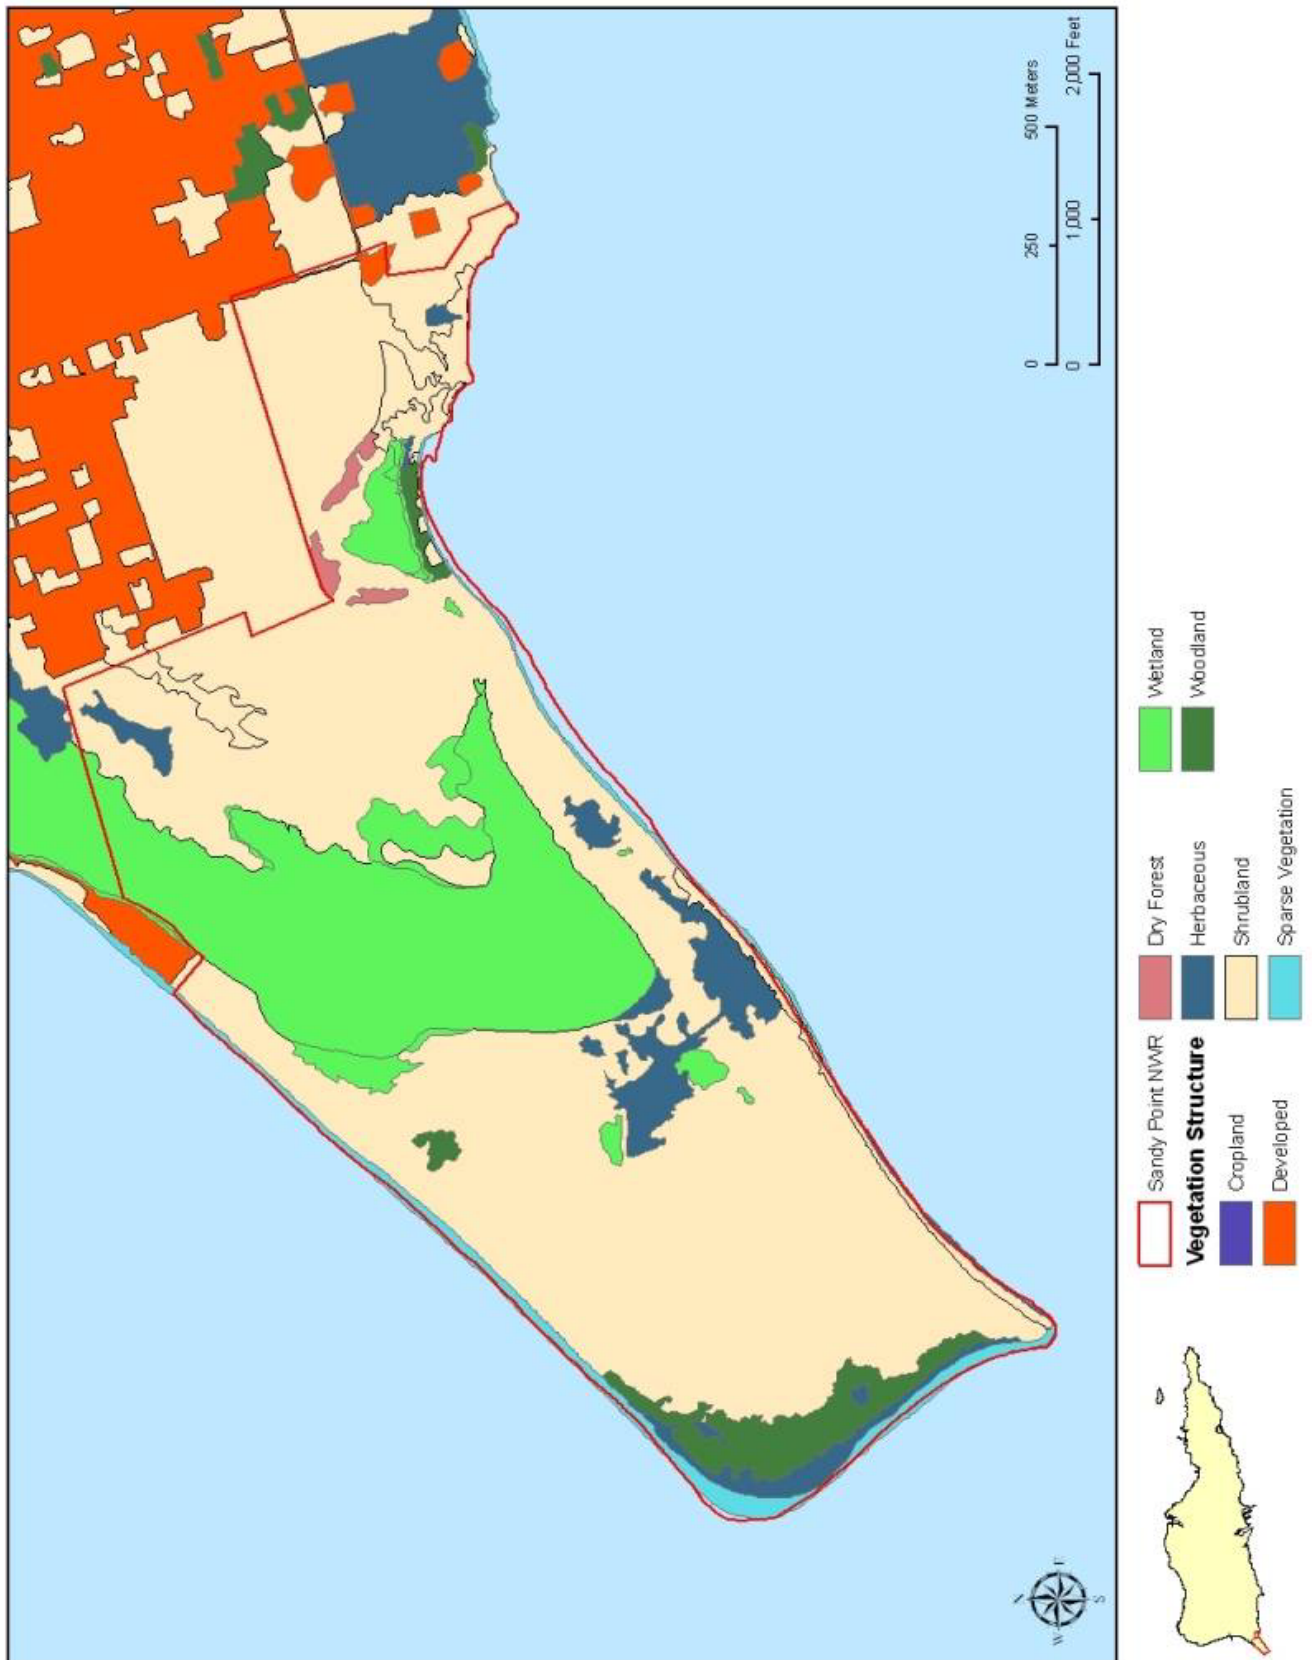 N
W
E
S
0
250
500 Meters
0
1,000
2,000 Feet
Sandy Point NWR
Vegetation Structure
Cropland
Developed
Dry Forest
Herbaceous
Shrubland
Sparse Vegetation
Wetland
Woodland